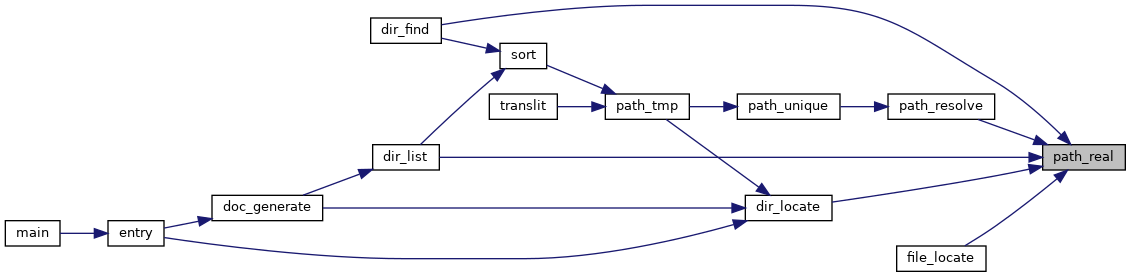 dir_find
sort
translit
path_tmp
path_unique
path_resolve
dir_list
path_real
doc_generate
dir_locate
main
entry
file_locate